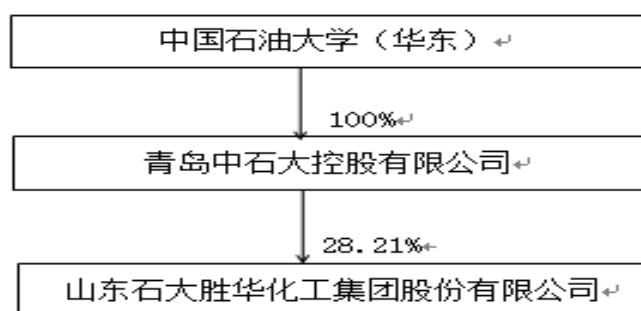 中国石油大学（华东）
100%
青岛中石大控股有限公司
28.21%
山东石大胜华化工集团股份有限公司